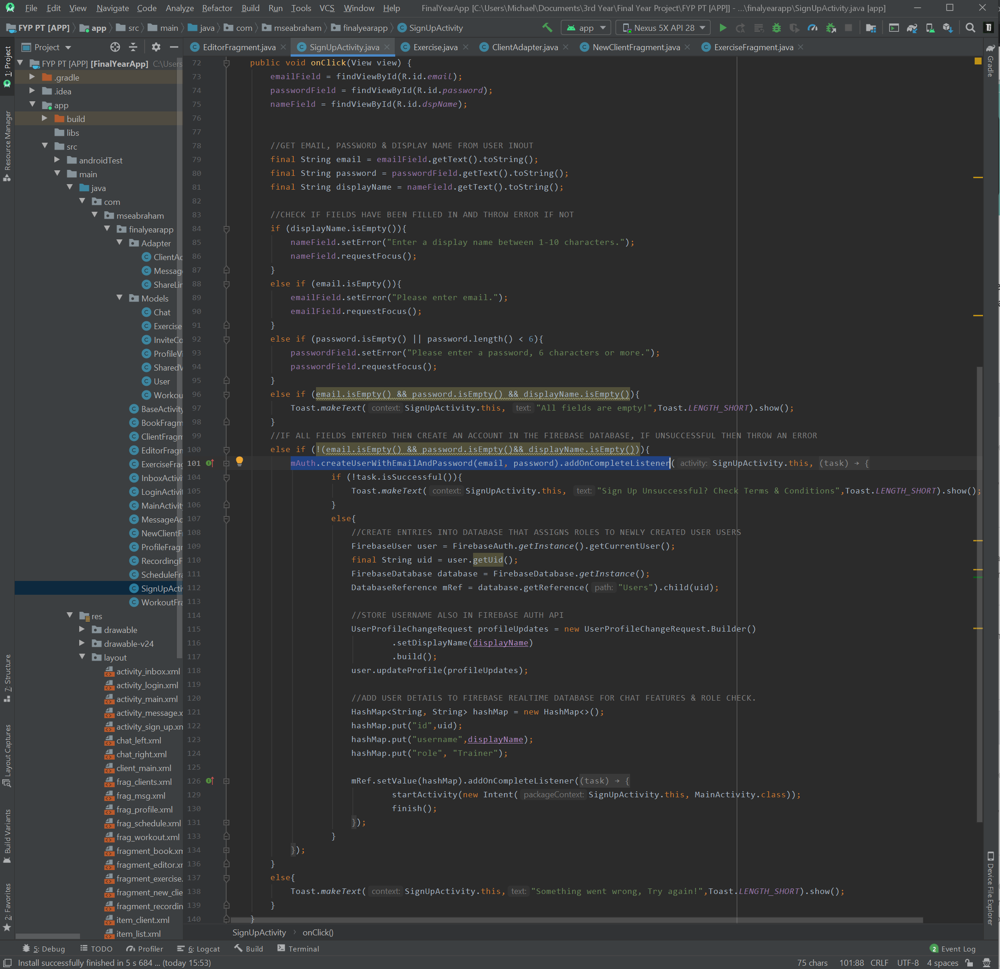 File Edit View Navigate Code Analyze Refactor Build Run Tools VCS Window Help FinalYearApp [C:\Users\Michael\Documents\3rd Year\Final Year Project\FYP PT [APP]] - ...\finalyearapp\SignUpActivity.java [app]
FYP PT [APP] app src main java com mseabraham finalyearapp SignUpActivity app Nexus 5X API 28
Project EditorFragment.java SignUpActivity.java Exercise.java ClientAdapter.java NewClientFragment.java ExerciseFragment.java
1: Project
Resource Manager
7: Structure
Layout Captures
Build Variants
2: Favorites
FYP PT [APP] [FinalYearApp] C:\Users
.gradle
.idea
app
build
libs
src
androidTest
main
java
com
mseabraham
finalyearapp
Adapter
ClientAc
Messag
ShareLin
Models
Chat
Exercise
InviteCo
ProfileVi
SharedV
User
Workou
BaseActivity
BookFragm
ClientFragm
EditorFragn
ExerciseFrag
InboxActivi
LoginActivit
MainActivity
MessageAc
NewClientF
ProfileFragr
RecordingF
ScheduleFra
SignUpActi
WorkoutFra
res
drawable
drawable-v24
layout
activity_inbox.xml
activity_login.xml
activity_main.xml
activity_message.x
activity_sign_up.xn
chat_left.xml
chat_right.xml
client_main.xml
frag_clients.xml
frag_msg.xml
frag_profile.xml
frag_schedule.xml
frag_workout.xml
fragment_book.xm
fragment_editor.xr
fragment_exercise.
fragment_new_clie
fragment_recordin
item_client.xml
item_list.xml
72 public void onClick(View view) {
73 emailField = findViewById(R.id.email);
74 passwordField = findViewById(R.id.password);
75 nameField = findViewById(R.id.dspName);
76
77
78 //GET EMAIL, PASSWORD & DISPLAY NAME FROM USER INOUT
79 final String email = emailField.getText().toString();
80 final String password = passwordField.getText().toString();
81 final String displayName = nameField.getText().toString();
82
83 //CHECK IF FIELDS HAVE BEEN FILLED IN AND THROW ERROR IF NOT
84 if (displayName.isEmpty()){
85 nameField.setError("Enter a display name between 1-10 characters.");
86 nameField.requestFocus();
87 }
88 else if (email.isEmpty()){
89 emailField.setError("Please enter email.");
90 emailField.requestFocus();
91 }
92 else if (password.isEmpty() || password.length() < 6){
93 passwordField.setError("Please enter a password, 6 characters or more.");
94 passwordField.requestFocus();
95 }
96 else if (email.isEmpty() && password.isEmpty() && displayName.isEmpty()){
97 Toast.makeText( context: SignUpActivity.this, text: "All fields are empty!",Toast.LENGTH_SHORT).show();
98 }
99 //IF ALL FIELDS ENTERED THEN CREATE AN ACCOUNT IN THE FIREBASE DATABASE, IF UNSUCCESSFUL THEN THROW AN ERROR
100 else if (!(email.isEmpty() && password.isEmpty()&& displayName.isEmpty())){
101 mAuth.createUserWithEmailAndPassword(email, password).addOnCompleteListener( activity: SignUpActivity.this, (task) → {
104 if (!task.isSuccessful()){
105 Toast.makeText( context: SignUpActivity.this, text: "Sign Up Unsuccessful? Check Terms & Conditions",Toast.LENGTH_SHORT).show();
106 }
107 else{
108 //CREATE ENTRIES INTO DATABASE THAT ASSIGNS ROLES TO NEWLY CREATED USER USERS
109 FirebaseUser user = FirebaseAuth.getInstance().getCurrentUser();
110 final String uid = user.getUid();
111 FirebaseDatabase database = FirebaseDatabase.getInstance();
112 DatabaseReference mRef = database.getReference( path: "Users").child(uid);
113
114 //STORE USERNAME ALSO IN FIREBASE AUTH API
115 UserProfileChangeRequest profileUpdates = new UserProfileChangeRequest.Builder()
116 .setDisplayName(displayName)
117 .build();
118 user.updateProfile(profileUpdates);
119
120 //ADD USER DETAILS TO FIREBASE REALTIME DATABASE FOR CHAT FEATURES & ROLE CHECK.
121 HashMap<String, String> hashMap = new HashMap<>();
122 hashMap.put("id",uid);
123 hashMap.put("username",displayName);
124 hashMap.put("role", "Trainer");
125
126 mRef.setValue(hashMap).addOnCompleteListener((task) → {
129 startActivity(new Intent( packageContext: SignUpActivity.this, MainActivity.class));
130 finish();
131 });
133 }
134 });
136 }
137 else{
138 Toast.makeText( context: SignUpActivity.this, text: "Something went wrong, Try again!",Toast.LENGTH_SHORT).show();
139 }
140 }
Gradle
Device File Explorer
SignUpActivity onClick()
5: Debug TODO Profiler 6: Logcat Build Terminal 2 Event Log
Install successfully finished in 5 s 684 ... (today 15:53) 75 chars 101:88 CRLF UTF-8 4 spaces